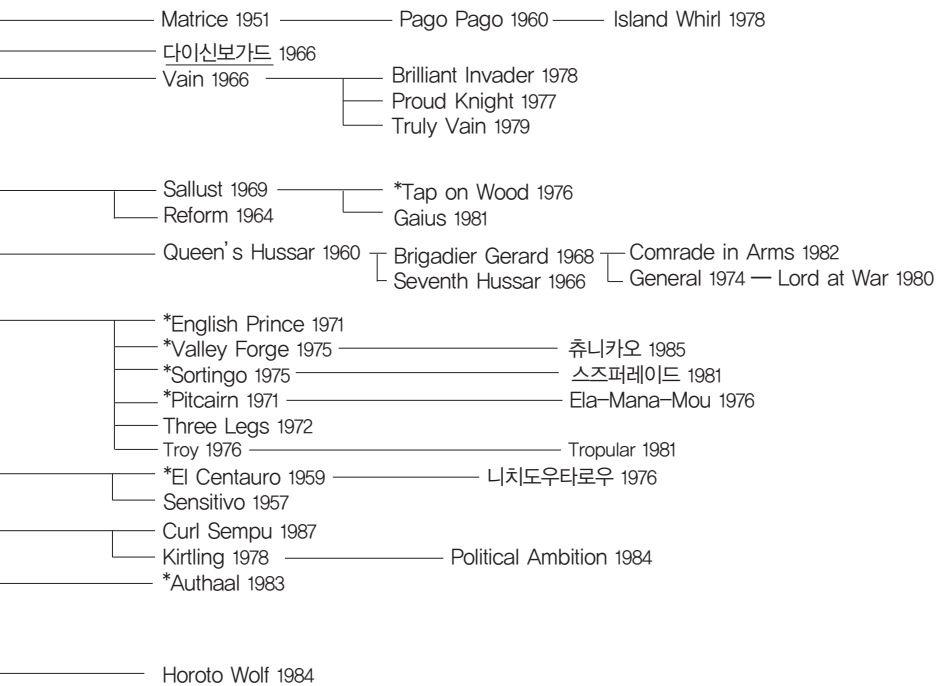 Matrice 1951 Pago Pago 1960 Island Whirl 1978
다이신보가드 1966
Vain 1966 Brilliant Invader 1978
Proud Knight 1977
Truly Vain 1979
Sallust 1969 *Tap on Wood 1976
Reform 1964 Gaius 1981
Queen's Hussar 1960 Brigadier Gerard 1968 Comrade in Arms 1982
Seventh Hussar 1966 General 1974 — Lord at War 1980
*English Prince 1971
*Valley Forge 1975 츄니카오 1985
*Sortingo 1975 스즈퍼레이드 1981
*Pitcairn 1971 Ela-Mana-Mou 1976
Three Legs 1972
Troy 1976 Tropular 1981
*El Centauro 1959 니치도우타로우 1976
Sensitivo 1957
Curl Sempu 1987
Kirtling 1978 Political Ambition 1984
*Authaal 1983
Horoto Wolf 1984